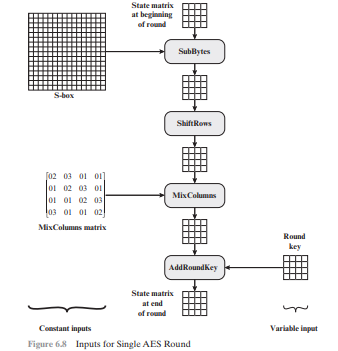 State matrix
at beginning
of round
SubBytes
S-box
ShiftRows
02 03 01 01
01 02 03 01
01 01 02 03
03 01 01 02
MixColumns
MixColumns matrix
Round
key
AddRoundKey
State matrix
at end
of round
Constant inputs
Variable input
Figure 6.8 Inputs for Single AES Round